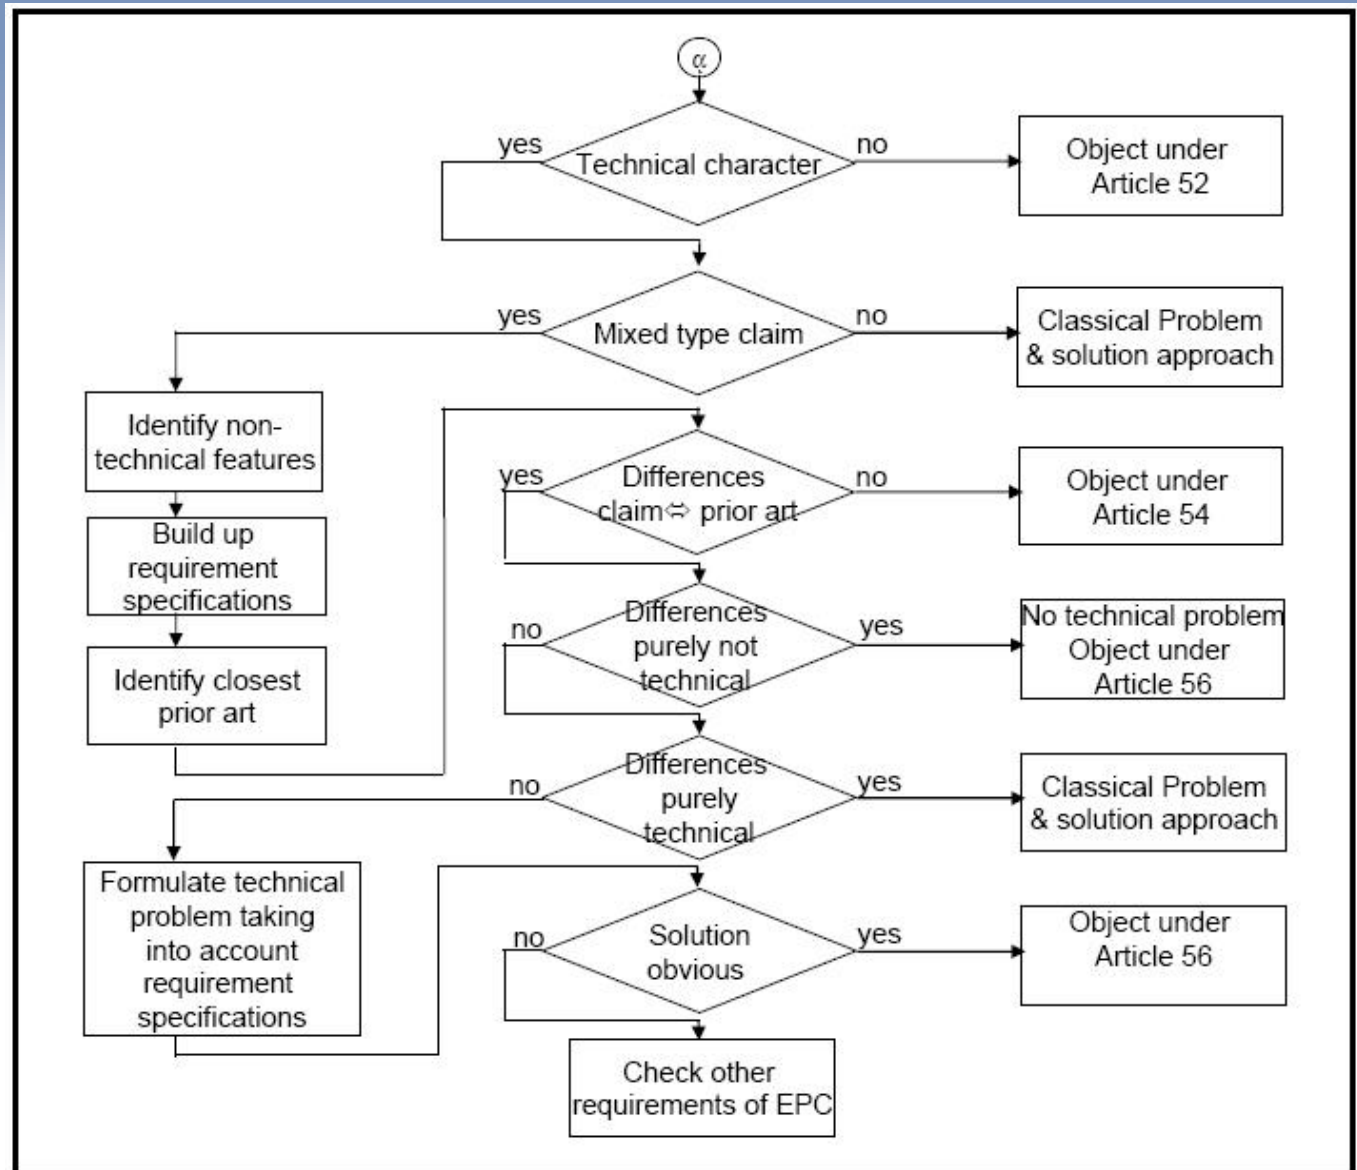 α
yes
Technical character
no
Object under
Article 52
yes
Mixed type claim
no
Classical Problem
& solution approach
Identify non-
technical features
Build up
requirement
specifications
Identify closest
prior art
yes
Differences
claim⇔ prior art
no
Object under
Article 54
no
Differences
purely not
technical
yes
No technical problem
Object under
Article 56
no
Differences
purely
technical
yes
Classical Problem
& solution approach
Formulate technical
problem taking
into account
requirement
specifications
no
Solution
obvious
yes
Object under
Article 56
Check other
requirements of EPC